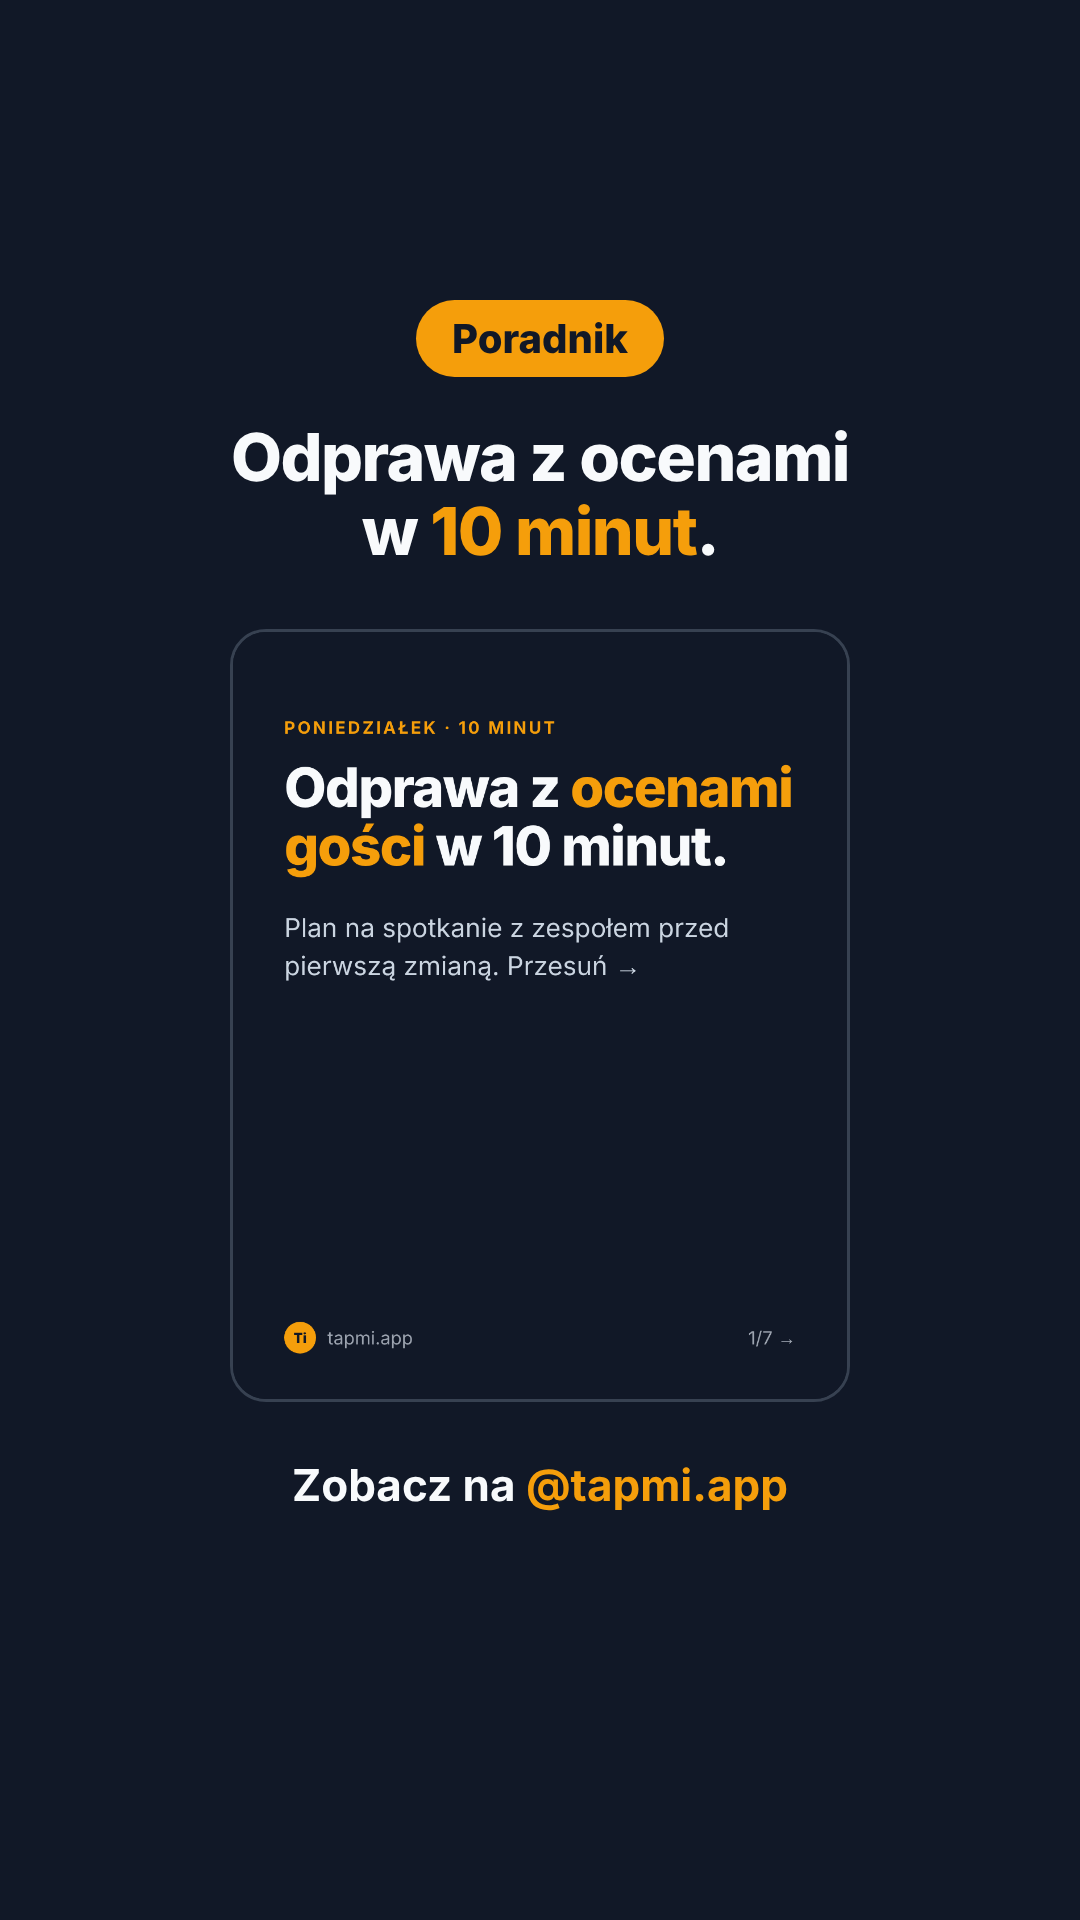 Poradnik
Odprawa z ocenami
w 10 minut.
PONIEDZIAŁEK · 10 MINUT
Odprawa z ocenami
gości w 10 minut.
Plan na spotkanie z zespołem przed
pierwszą zmianą. Przesuń →
Ti tapmi.app 1/7 →
Zobacz na @tapmi.app